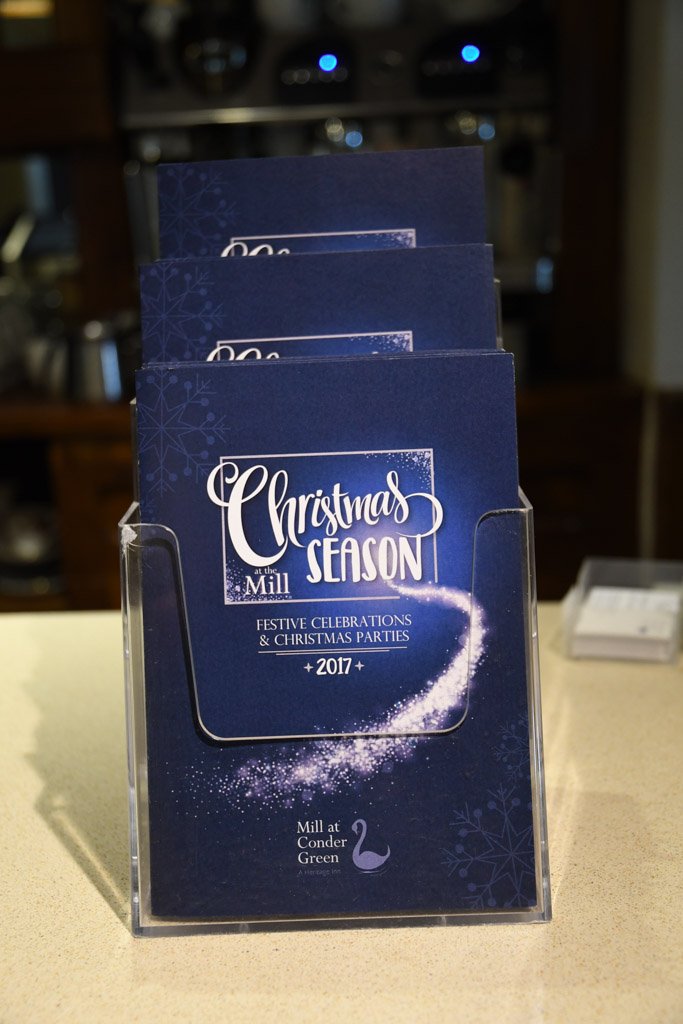 Christmas
SEASON
at the
Mill
FESTIVE CELEBRATIONS
& CHRISTMAS PARTIES
2017
Mill at
Conder
Green
A Heritage Inn